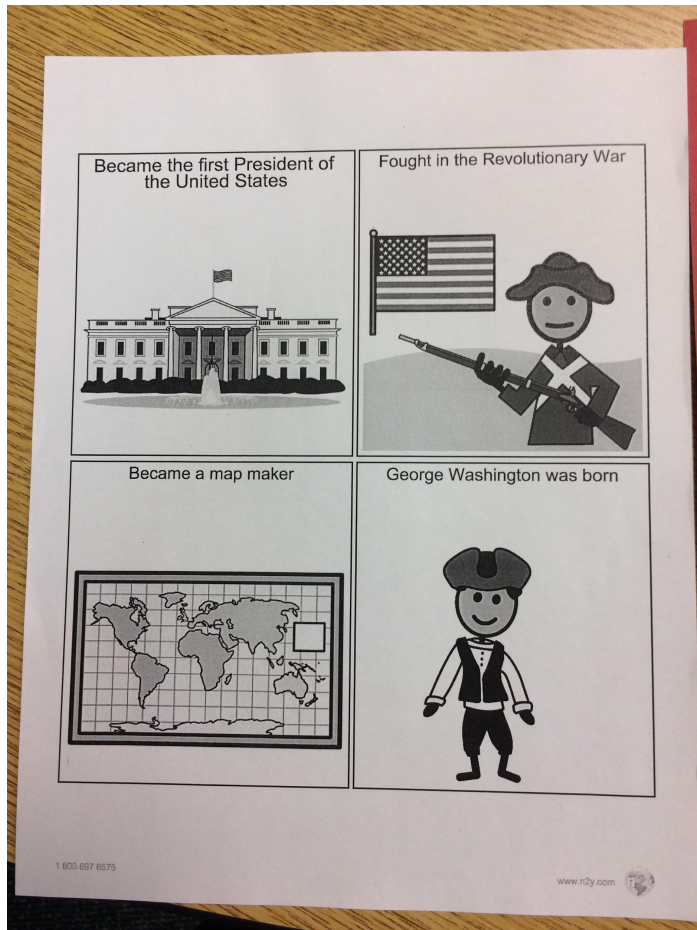 Became the first President of
the United States
Fought in the Revolutionary War
Became a map maker
George Washington was born
1 800 697 6575
www.n2y.com
n2